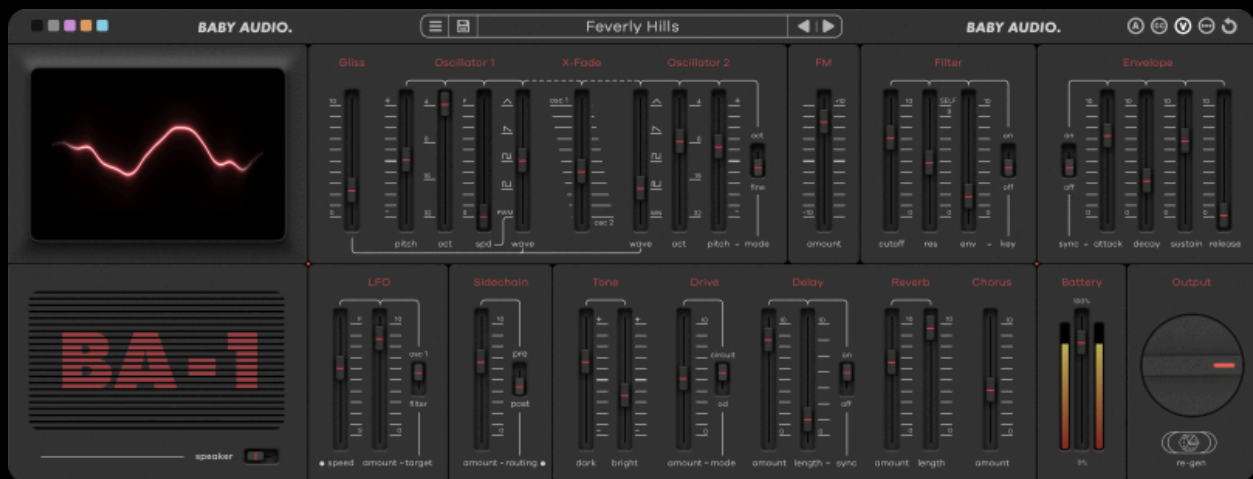 BABY AUDIO.
Feverly Hills
BABY AUDIO.
A CC V
Gliss Oscillator 1 X-Fade Oscillator 2 FM Filter Envelope
osc 1
osc 2
PWM
MN
SELF
oct
fine
on
off
on
off
pitch oct spd wave wave oct pitch - mode amount cutoff res env - key sync - attack decay sustain release
LFO Sidechain Tone Drive Delay Reverb Chorus Battery Output
100%
osc 1
filter
pre
post
circuit
od
on
off
BA-1
speaker
speed amount - target amount - routing dark bright amount - mode amount length - sync amount length amount 0% re-gen